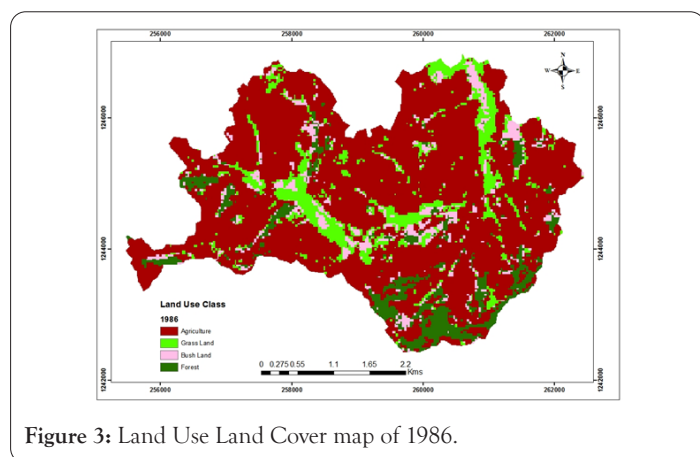 256000 258000 260000 262000
N
W E
S
1246000 1246000
1244000 1244000
Land Use Class
1986
Agriculture
Grass Land
Bush Land
Forest
0 0.275 0.55 1.1 1.65 2.2
Kms
1242000 1242000
256000 258000 260000 262000
Figure 3: Land Use Land Cover map of 1986.